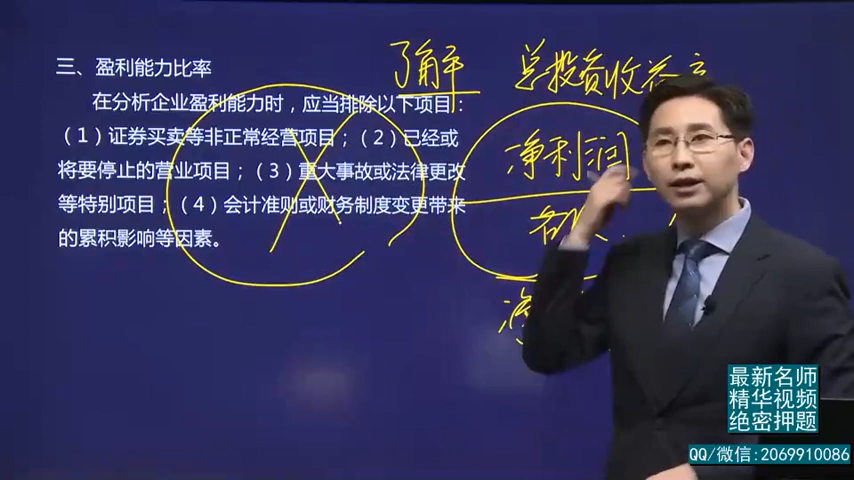 三、盈利能力比率
在分析企业盈利能力时，应当排除以下项目：
（1）证券买卖等非正常经营项目；（2）已经或
将要停止的营业项目；（3）重大事故或法律更改
等特别项目；（4）会计准则或财务制度变更带来
的累积影响等因素。
了解 总投资收益
净利润
最新名师
精华视频
绝密押题
QQ/微信:2069910086